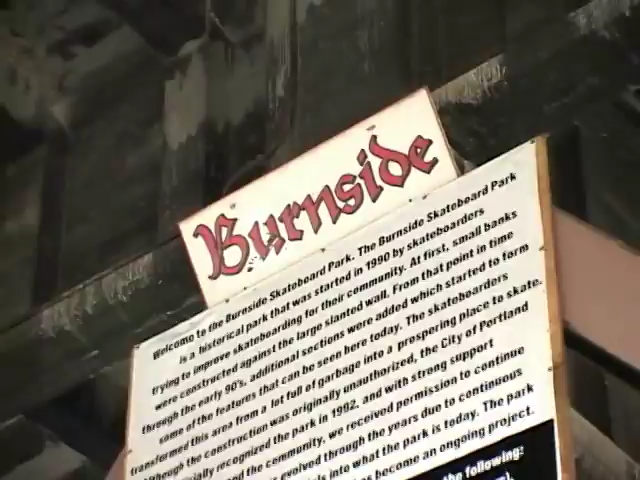 Burnside
Welcome to the Burnside Skateboard Park. The Burnside Skateboard Park
is a historical park that was started in 1990 by skateboarders
trying to improve skateboarding for their community. At first, small banks
were constructed against the large slanted wall. From that point in time
through the early 90's, additional sections were added which started to form
some of the features that can be seen here today. The skateboarders
transformed this area from a lot full of garbage into a prospering place to skate.
Although the construction was originally unauthorized, the City of Portland
recognized the park in 1992, and with strong support
the community, we received permission to continue
evolved through the years due to continuous
into what the park is today. The park
become an ongoing project.
the following: